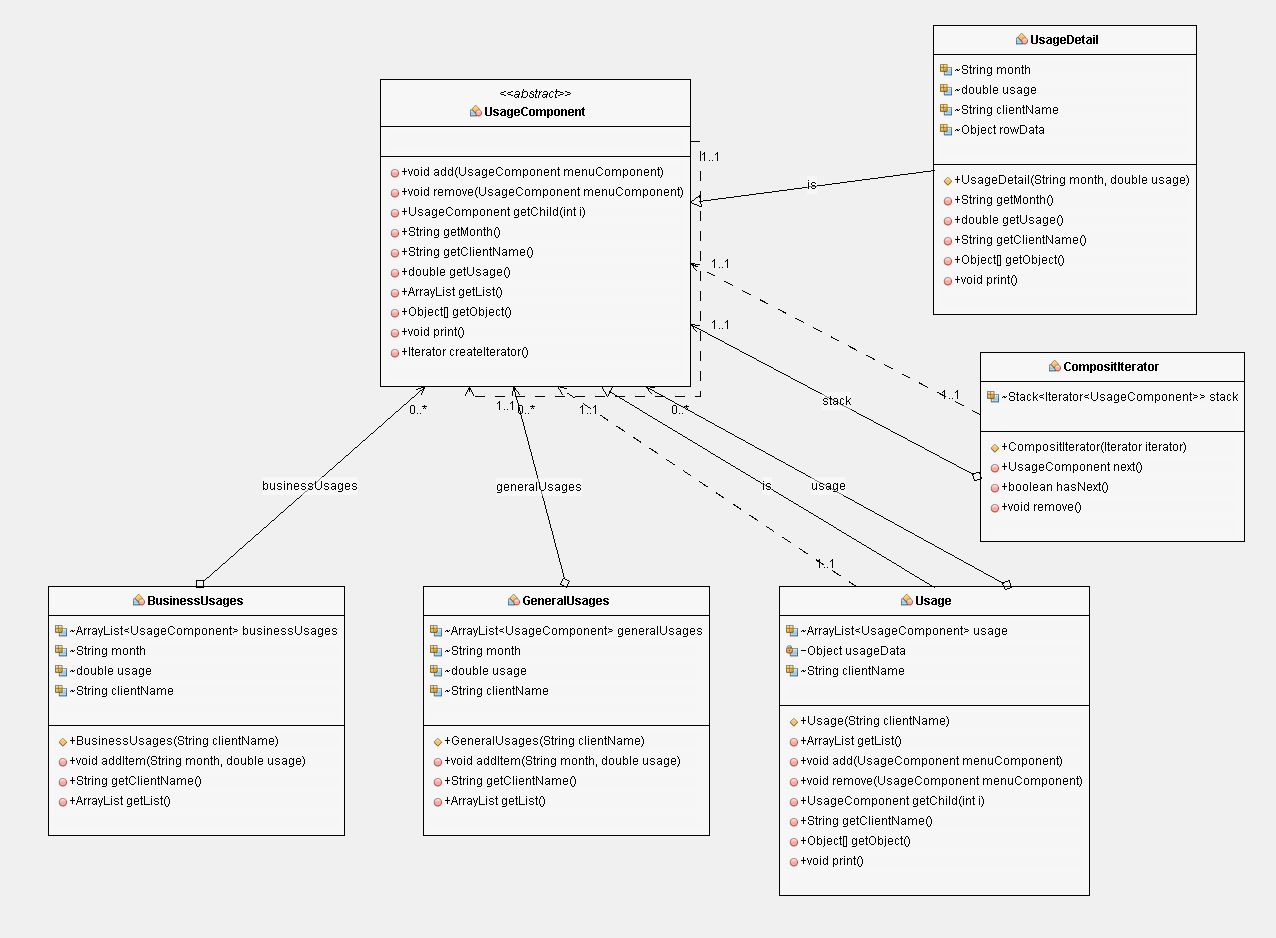 <<abstract>>
UsageComponent
+void add(UsageComponent menuComponent)
+void remove(UsageComponent menuComponent)
+UsageComponent getChild(int i)
+String getMonth()
+String getClientName()
+double getUsage()
+ArrayList getList()
+Object[] getObject()
+void print()
+Iterator createIterator()
UsageDetail
~String month
~double usage
~String clientName
~Object rowData
+UsageDetail(String month, double usage)
+String getMonth()
+double getUsage()
+String getClientName()
+Object[] getObject()
+void print()
1..1
is
1..1
1..1
CompositIterator
~Stack<Iterator<UsageComponent>> stack
+CompositIterator(Iterator iterator)
+UsageComponent next()
+boolean hasNext()
+void remove()
1..1
stack
0..*
1..1
0..*
1..1
0..*
businessUsages
generalUsages
is
usage
1..1
BusinessUsages
~ArrayList<UsageComponent> businessUsages
~String month
~double usage
~String clientName
+BusinessUsages(String clientName)
+void addItem(String month, double usage)
+String getClientName()
+ArrayList getList()
GeneralUsages
~ArrayList<UsageComponent> generalUsages
~String month
~double usage
~String clientName
+GeneralUsages(String clientName)
+void addItem(String month, double usage)
+String getClientName()
+ArrayList getList()
Usage
~ArrayList<UsageComponent> usage
-Object usageData
~String clientName
+Usage(String clientName)
+ArrayList getList()
+void add(UsageComponent menuComponent)
+void remove(UsageComponent menuComponent)
+UsageComponent getChild(int i)
+String getClientName()
+Object[] getObject()
+void print()